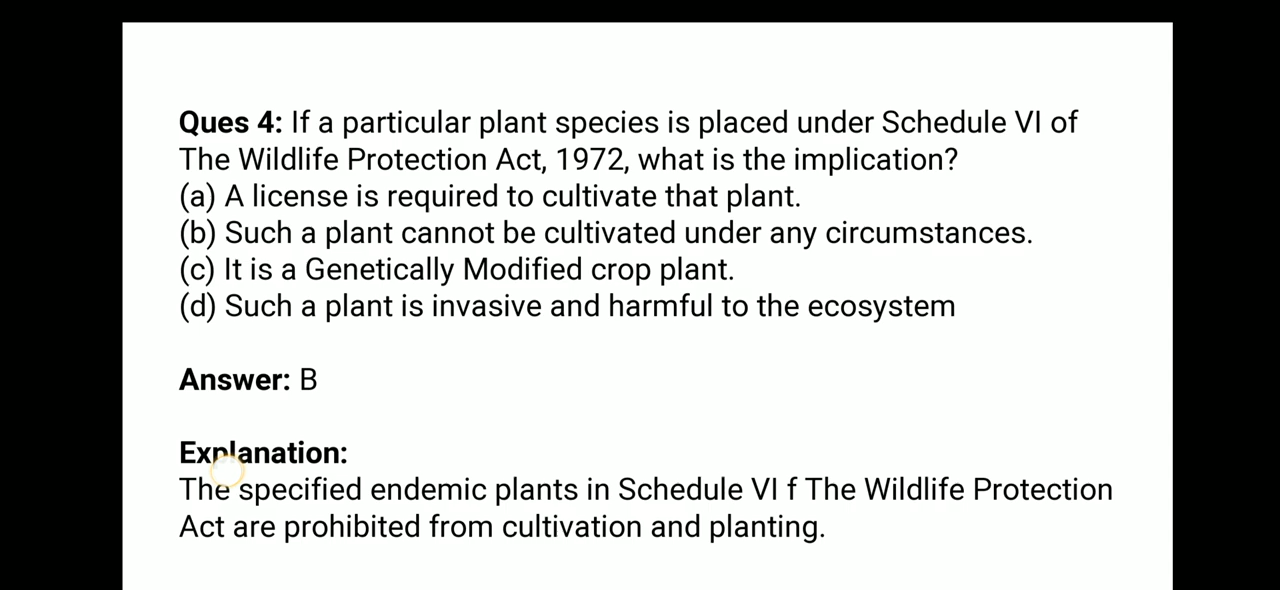 Ques 4: If a particular plant species is placed under Schedule VI of
The Wildlife Protection Act, 1972, what is the implication?
(a) A license is required to cultivate that plant.
(b) Such a plant cannot be cultivated under any circumstances.
(c) It is a Genetically Modified crop plant.
(d) Such a plant is invasive and harmful to the ecosystem
Answer: B
Explanation:
The specified endemic plants in Schedule VI f The Wildlife Protection
Act are prohibited from cultivation and planting.